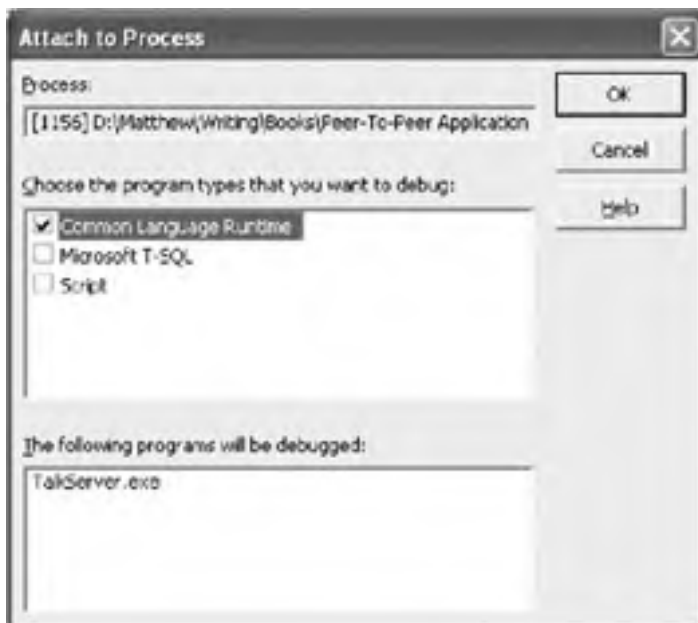 Attach to Process
Process:
[1156] D:\Matthew\Writing\Books\Peer-To-Peer Application
Choose the program types that you want to debug:
Common Language Runtime
Microsoft T-SQL
Script
The following programs will be debugged:
TalkServer.exe
OK
Cancel
Help